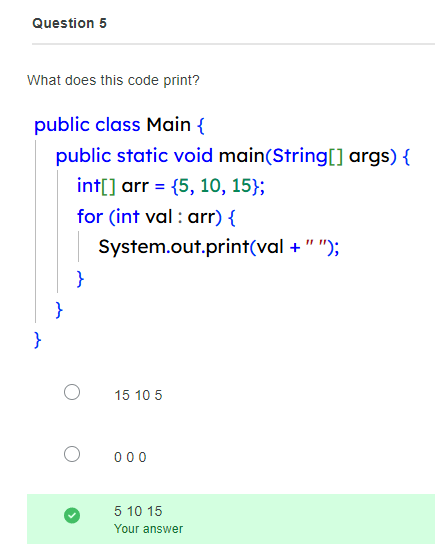 Question 5
What does this code print?
public class Main {
public static void main(String[] args) {
int[] arr = {5, 10, 15};
for (int val : arr) {
System.out.print(val + " ");
}
}
}
15 10 5
0 0 0
5 10 15
Your answer